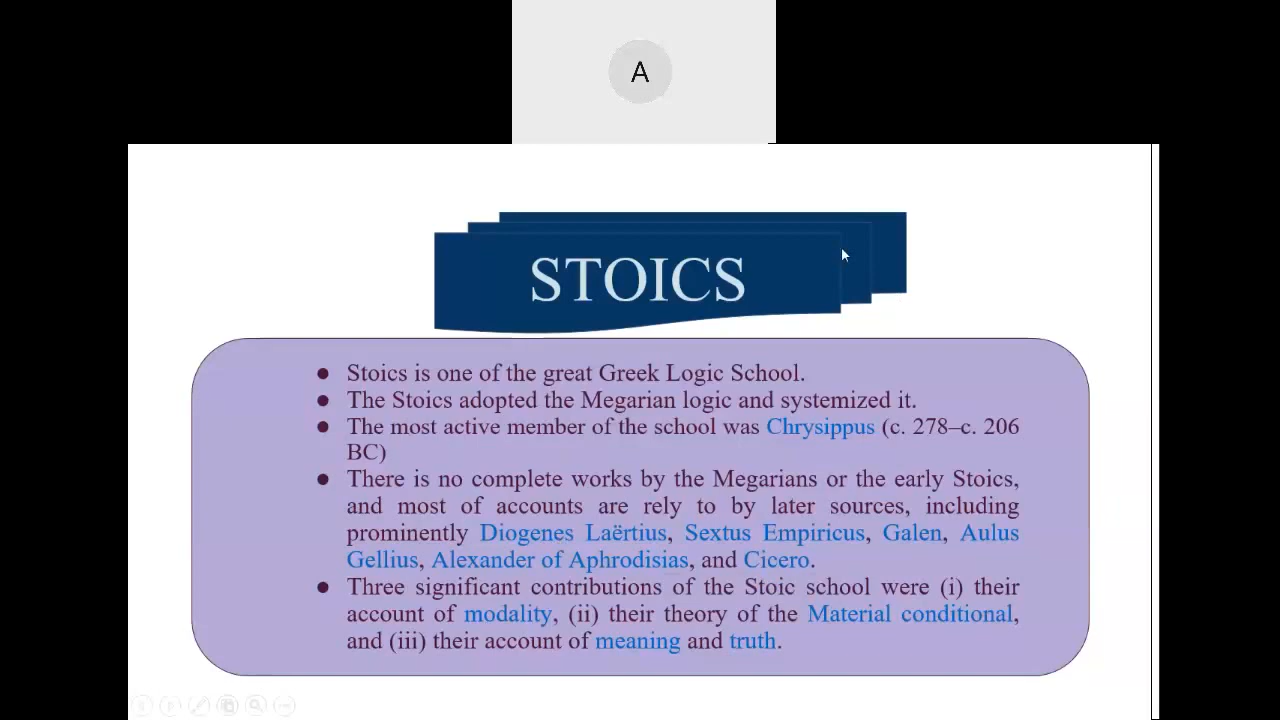 A
STOICS
● Stoics is one of the great Greek Logic School.
● The Stoics adopted the Megarian logic and systemized it.
● The most active member of the school was Chrysippus (c. 278–c. 206
BC)
● There is no complete works by the Megarians or the early Stoics,
and most of accounts are rely to by later sources, including
prominently Diogenes Laërtius, Sextus Empiricus, Galen, Aulus
Gellius, Alexander of Aphrodisias, and Cicero.
● Three significant contributions of the Stoic school were (i) their
account of modality, (ii) their theory of the Material conditional,
and (iii) their account of meaning and truth.